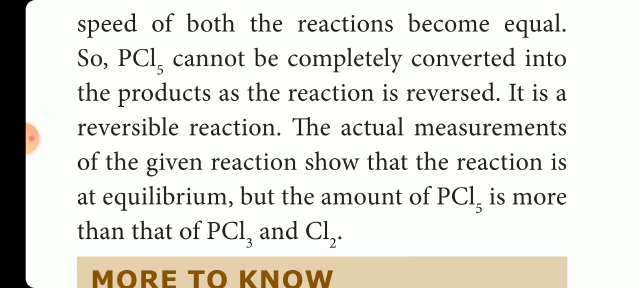 speed of both the reactions become equal.
So, PCl₅ cannot be completely converted into
the products as the reaction is reversed. It is a
reversible reaction. The actual measurements
of the given reaction show that the reaction is
at equilibrium, but the amount of PCl₅ is more
than that of PCl₃ and Cl₂.
MORE TO KNOW